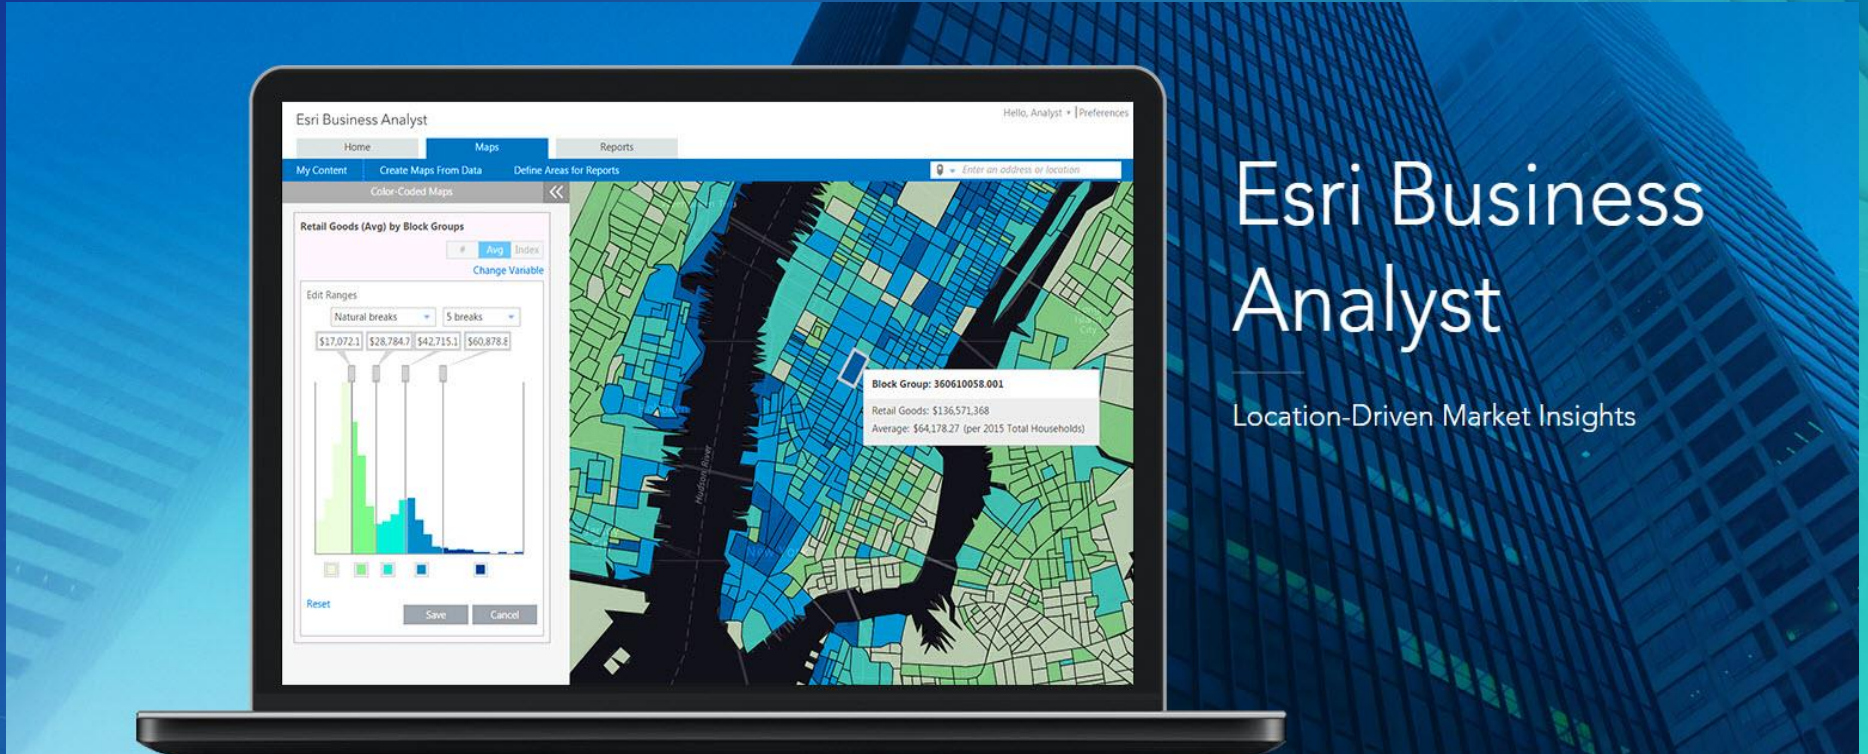 Esri Business Analyst
Hello, Analyst | Preferences
Home Maps Reports
My Content Create Maps From Data Define Areas for Reports Enter an address or location
Color-Coded Maps
Retail Goods (Avg) by Block Groups
# Avg Index
Change Variable
Edit Ranges
Natural breaks 5 breaks
$17,072.1 $28,784.7 $42,715.1 $60,878.8
Reset Save Cancel
Block Group: 360610058.001
Retail Goods: $136,571,368
Average: $64,178.27 (per 2015 Total Households)
Hudson River
New York
Esri Business
Analyst
Location-Driven Market Insights